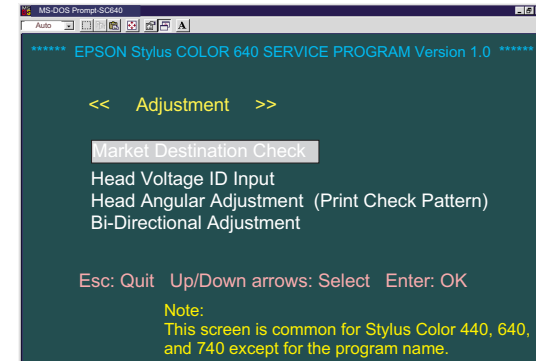 MS-DOS Prompt-SC640
Auto
A
****** EPSON Stylus COLOR 640 SERVICE PROGRAM Version 1.0 ******
<< Adjustment >>
Market Destination Check
Head Voltage ID Input
Head Angular Adjustment (Print Check Pattern)
Bi-Directional Adjustment
Esc: Quit Up/Down arrows: Select Enter: OK
Note:
This screen is common for Stylus Color 440, 640,
and 740 except for the program name.